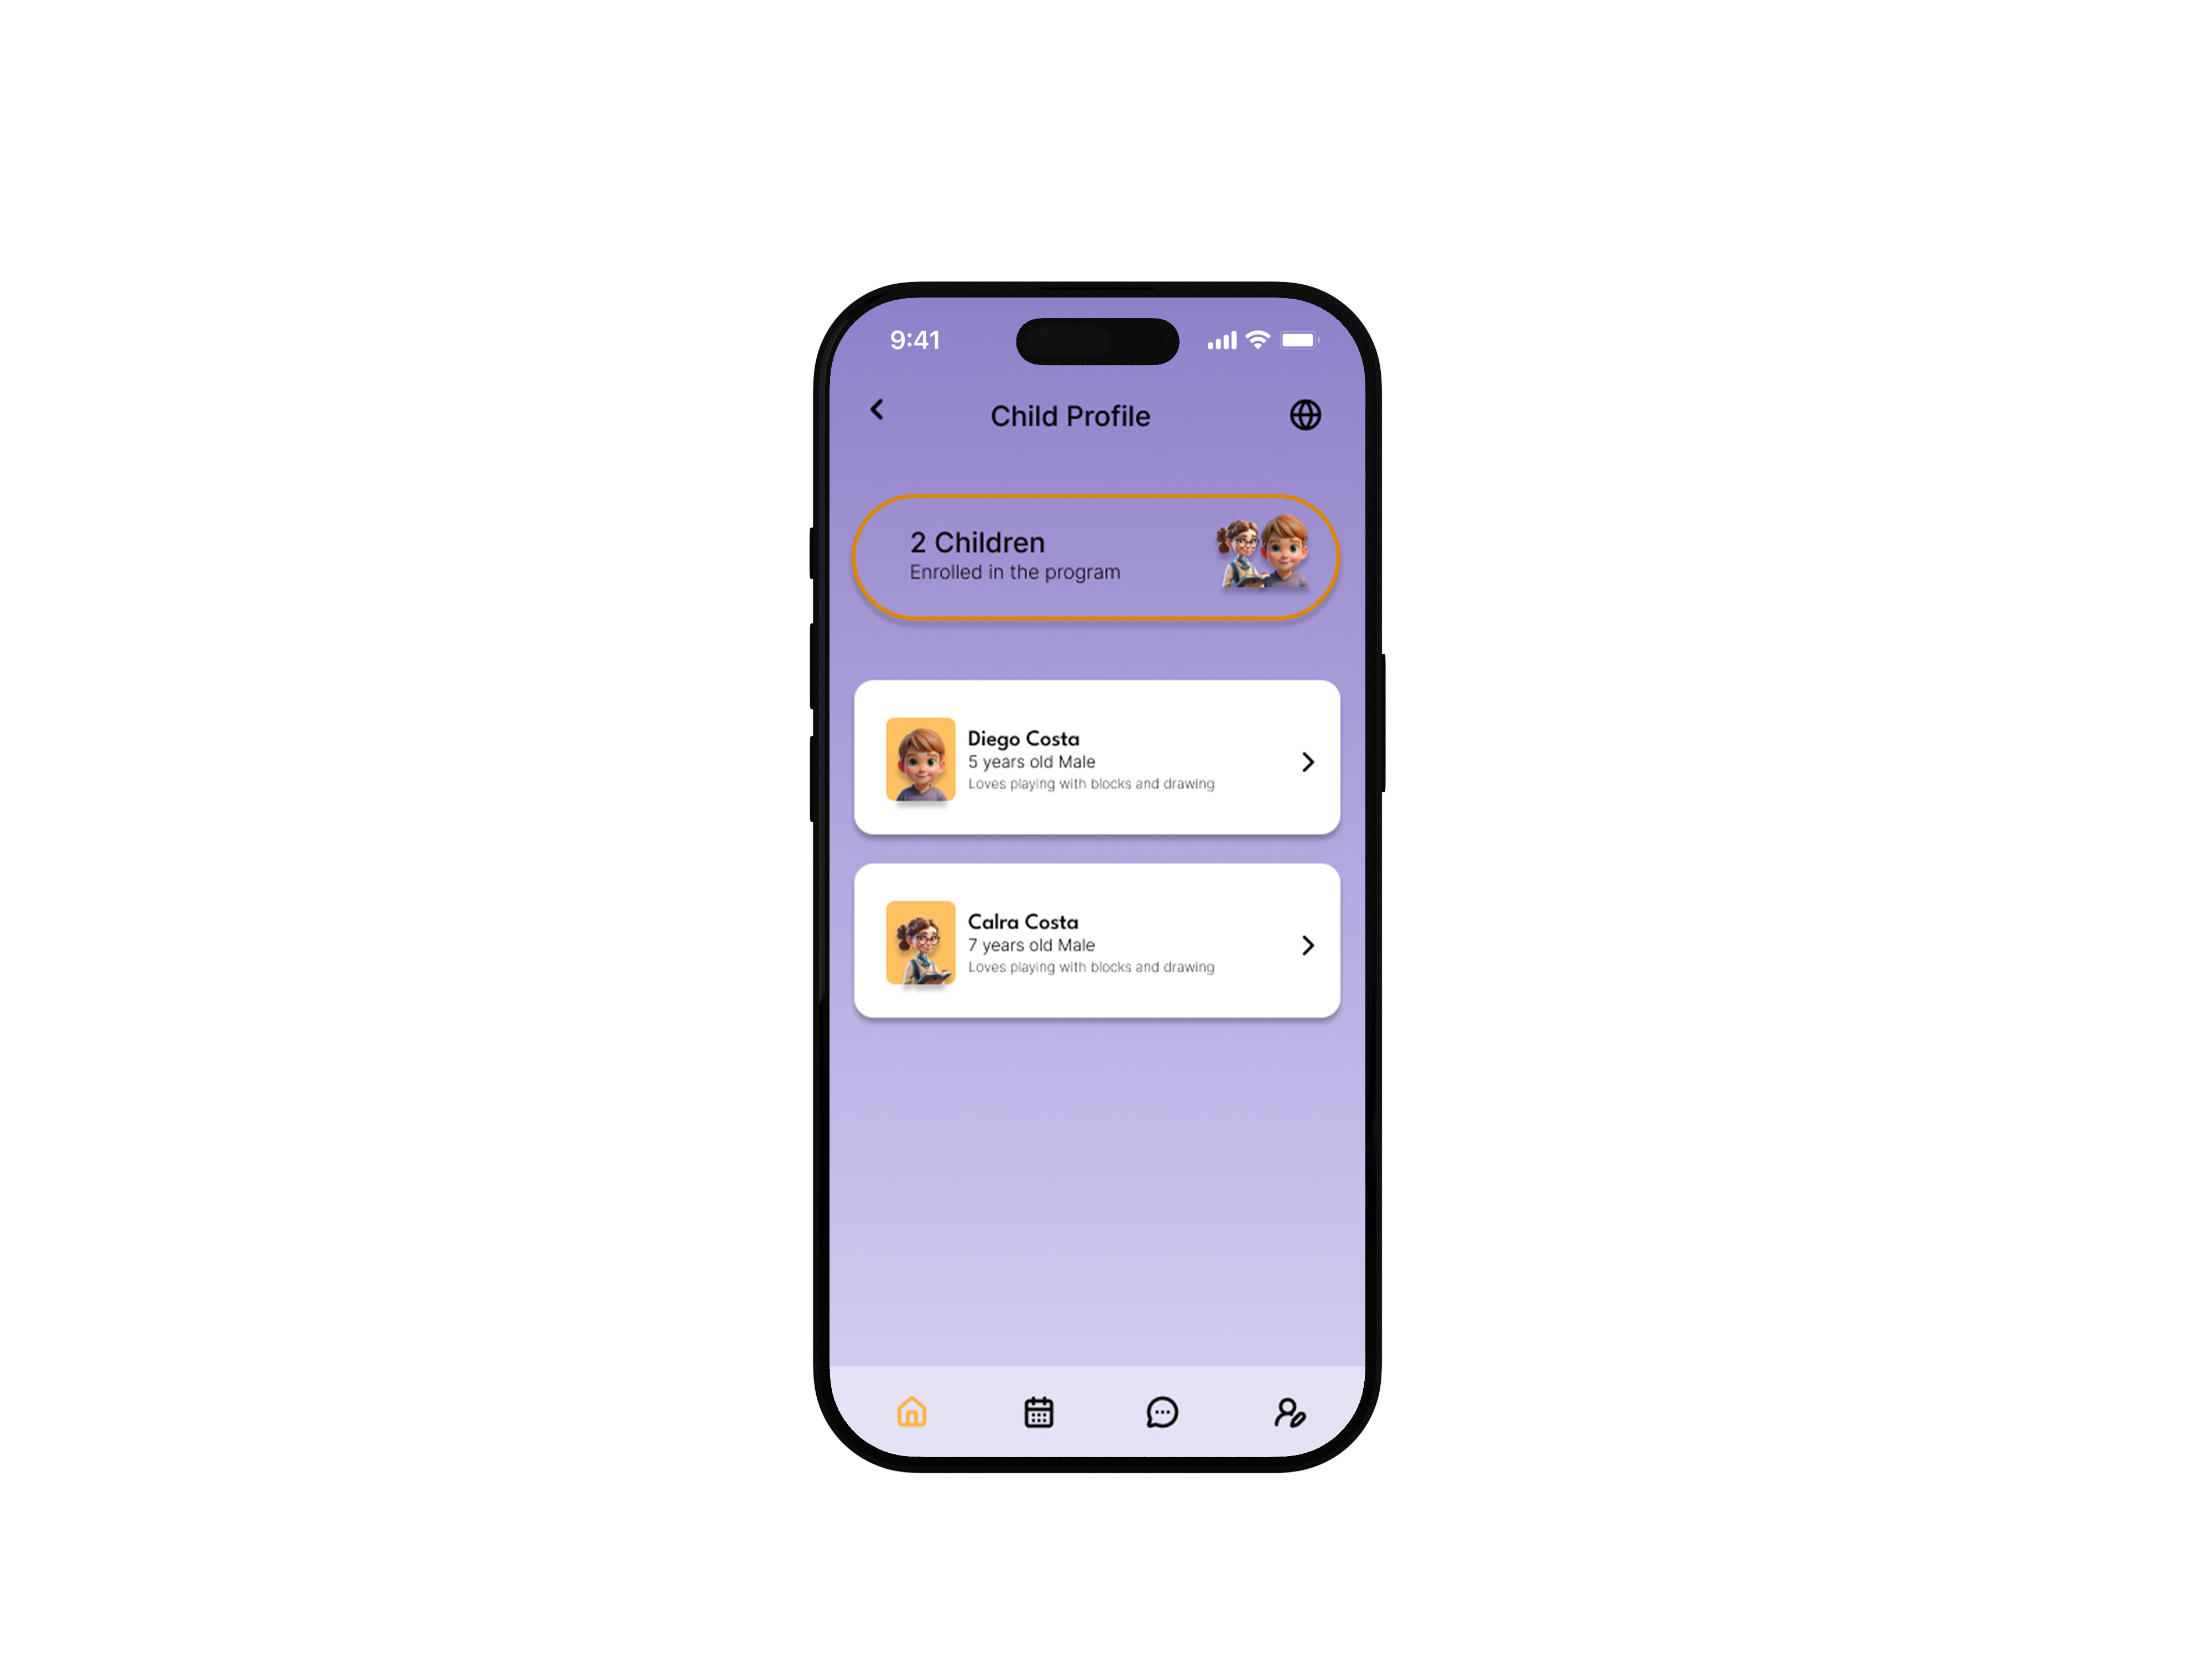 9:41
Child Profile
2 Children
Enrolled in the program
Diego Costa
5 years old Male
Loves playing with blocks and drawing
Calra Costa
7 years old Male
Loves playing with blocks and drawing